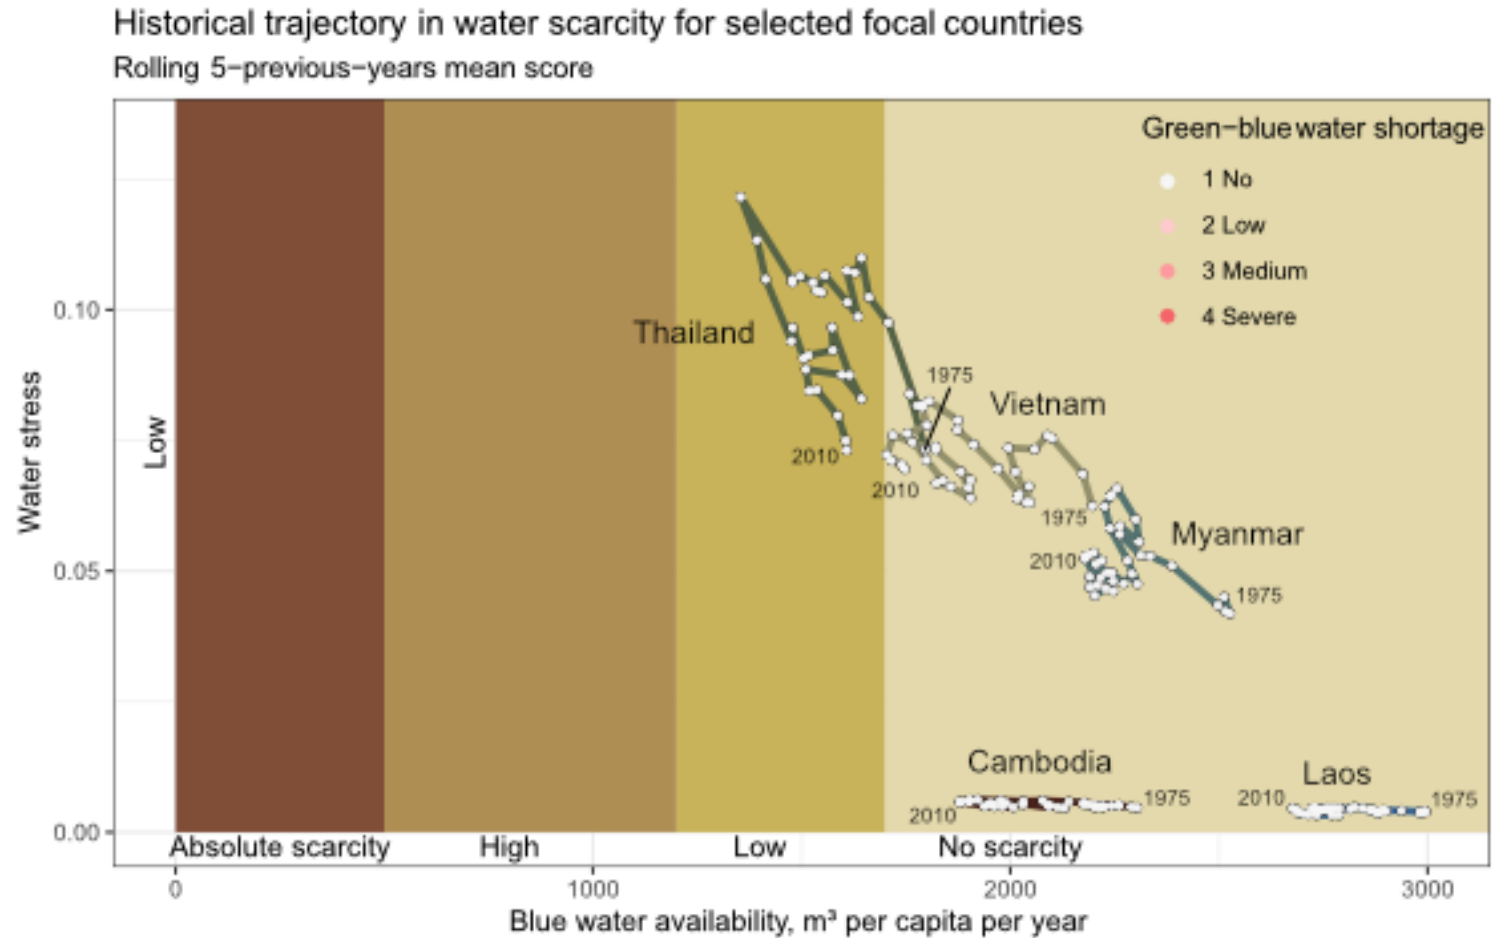 Historical trajectory in water scarcity for selected focal countries
Rolling 5−previous−years mean score
Green−blue water shortage
1 No
2 Low
3 Medium
4 Severe
0.10
0.05
0.00
Water stress
Low
Thailand
1975
2010
Vietnam
2010
1975
Myanmar
2010
1975
Cambodia
2010
1975
Laos
2010
1975
Absolute scarcity
High
Low
No scarcity
0
1000
2000
3000
Blue water availability, m³ per capita per year